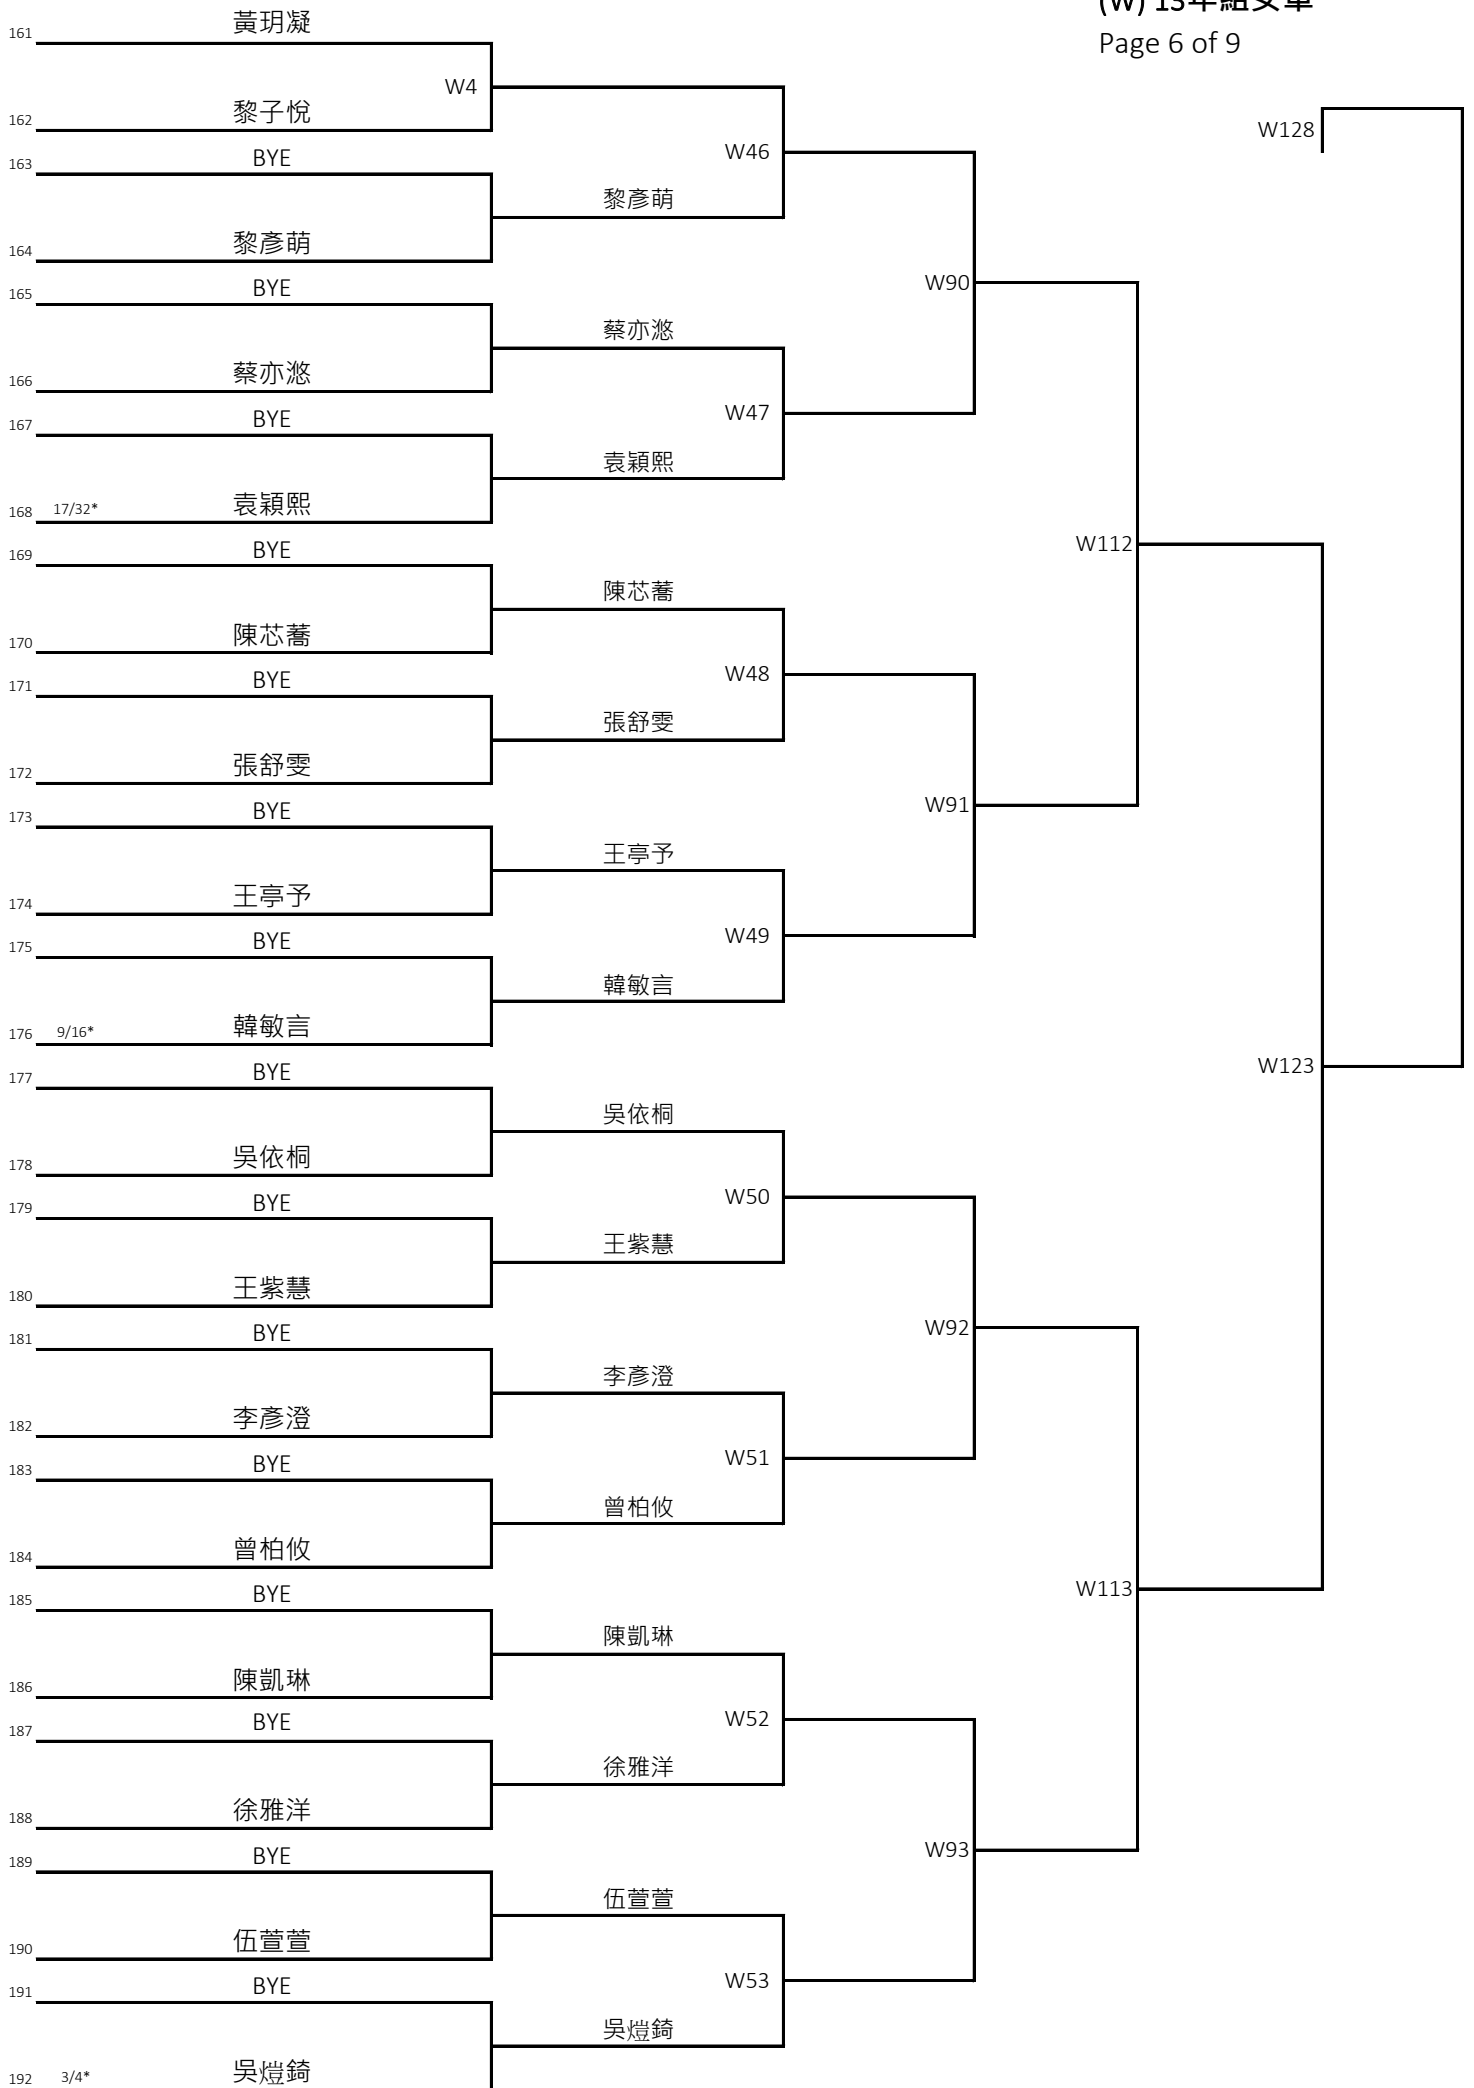 (W) 13年組女單
Page 6 of 9
161 黃玥凝
W4
162 黎子悅
163 BYE
W46
黎彥萌
164 黎彥萌
165 BYE
W90
蔡亦滺
166 蔡亦滺
167 BYE
W47
袁穎熙
168 17/32* 袁穎熙
169 BYE
W112
陳芯蕎
170 陳芯蕎
171 BYE
W48
張舒雯
172 張舒雯
173 BYE
W91
王亭予
174 王亭予
175 BYE
W49
韓敏言
176 9/16* 韓敏言
177 BYE
W123
W128
吳依桐
178 吳依桐
179 BYE
W50
王紫慧
180 王紫慧
181 BYE
W92
李彥澄
182 李彥澄
183 BYE
W51
曾柏攸
184 曾柏攸
185 BYE
W113
陳凱琳
186 陳凱琳
187 BYE
W52
徐雅洋
188 徐雅洋
189 BYE
W93
伍萱萱
190 伍萱萱
191 BYE
W53
吳愷錡
192 3/4* 吳愷錡